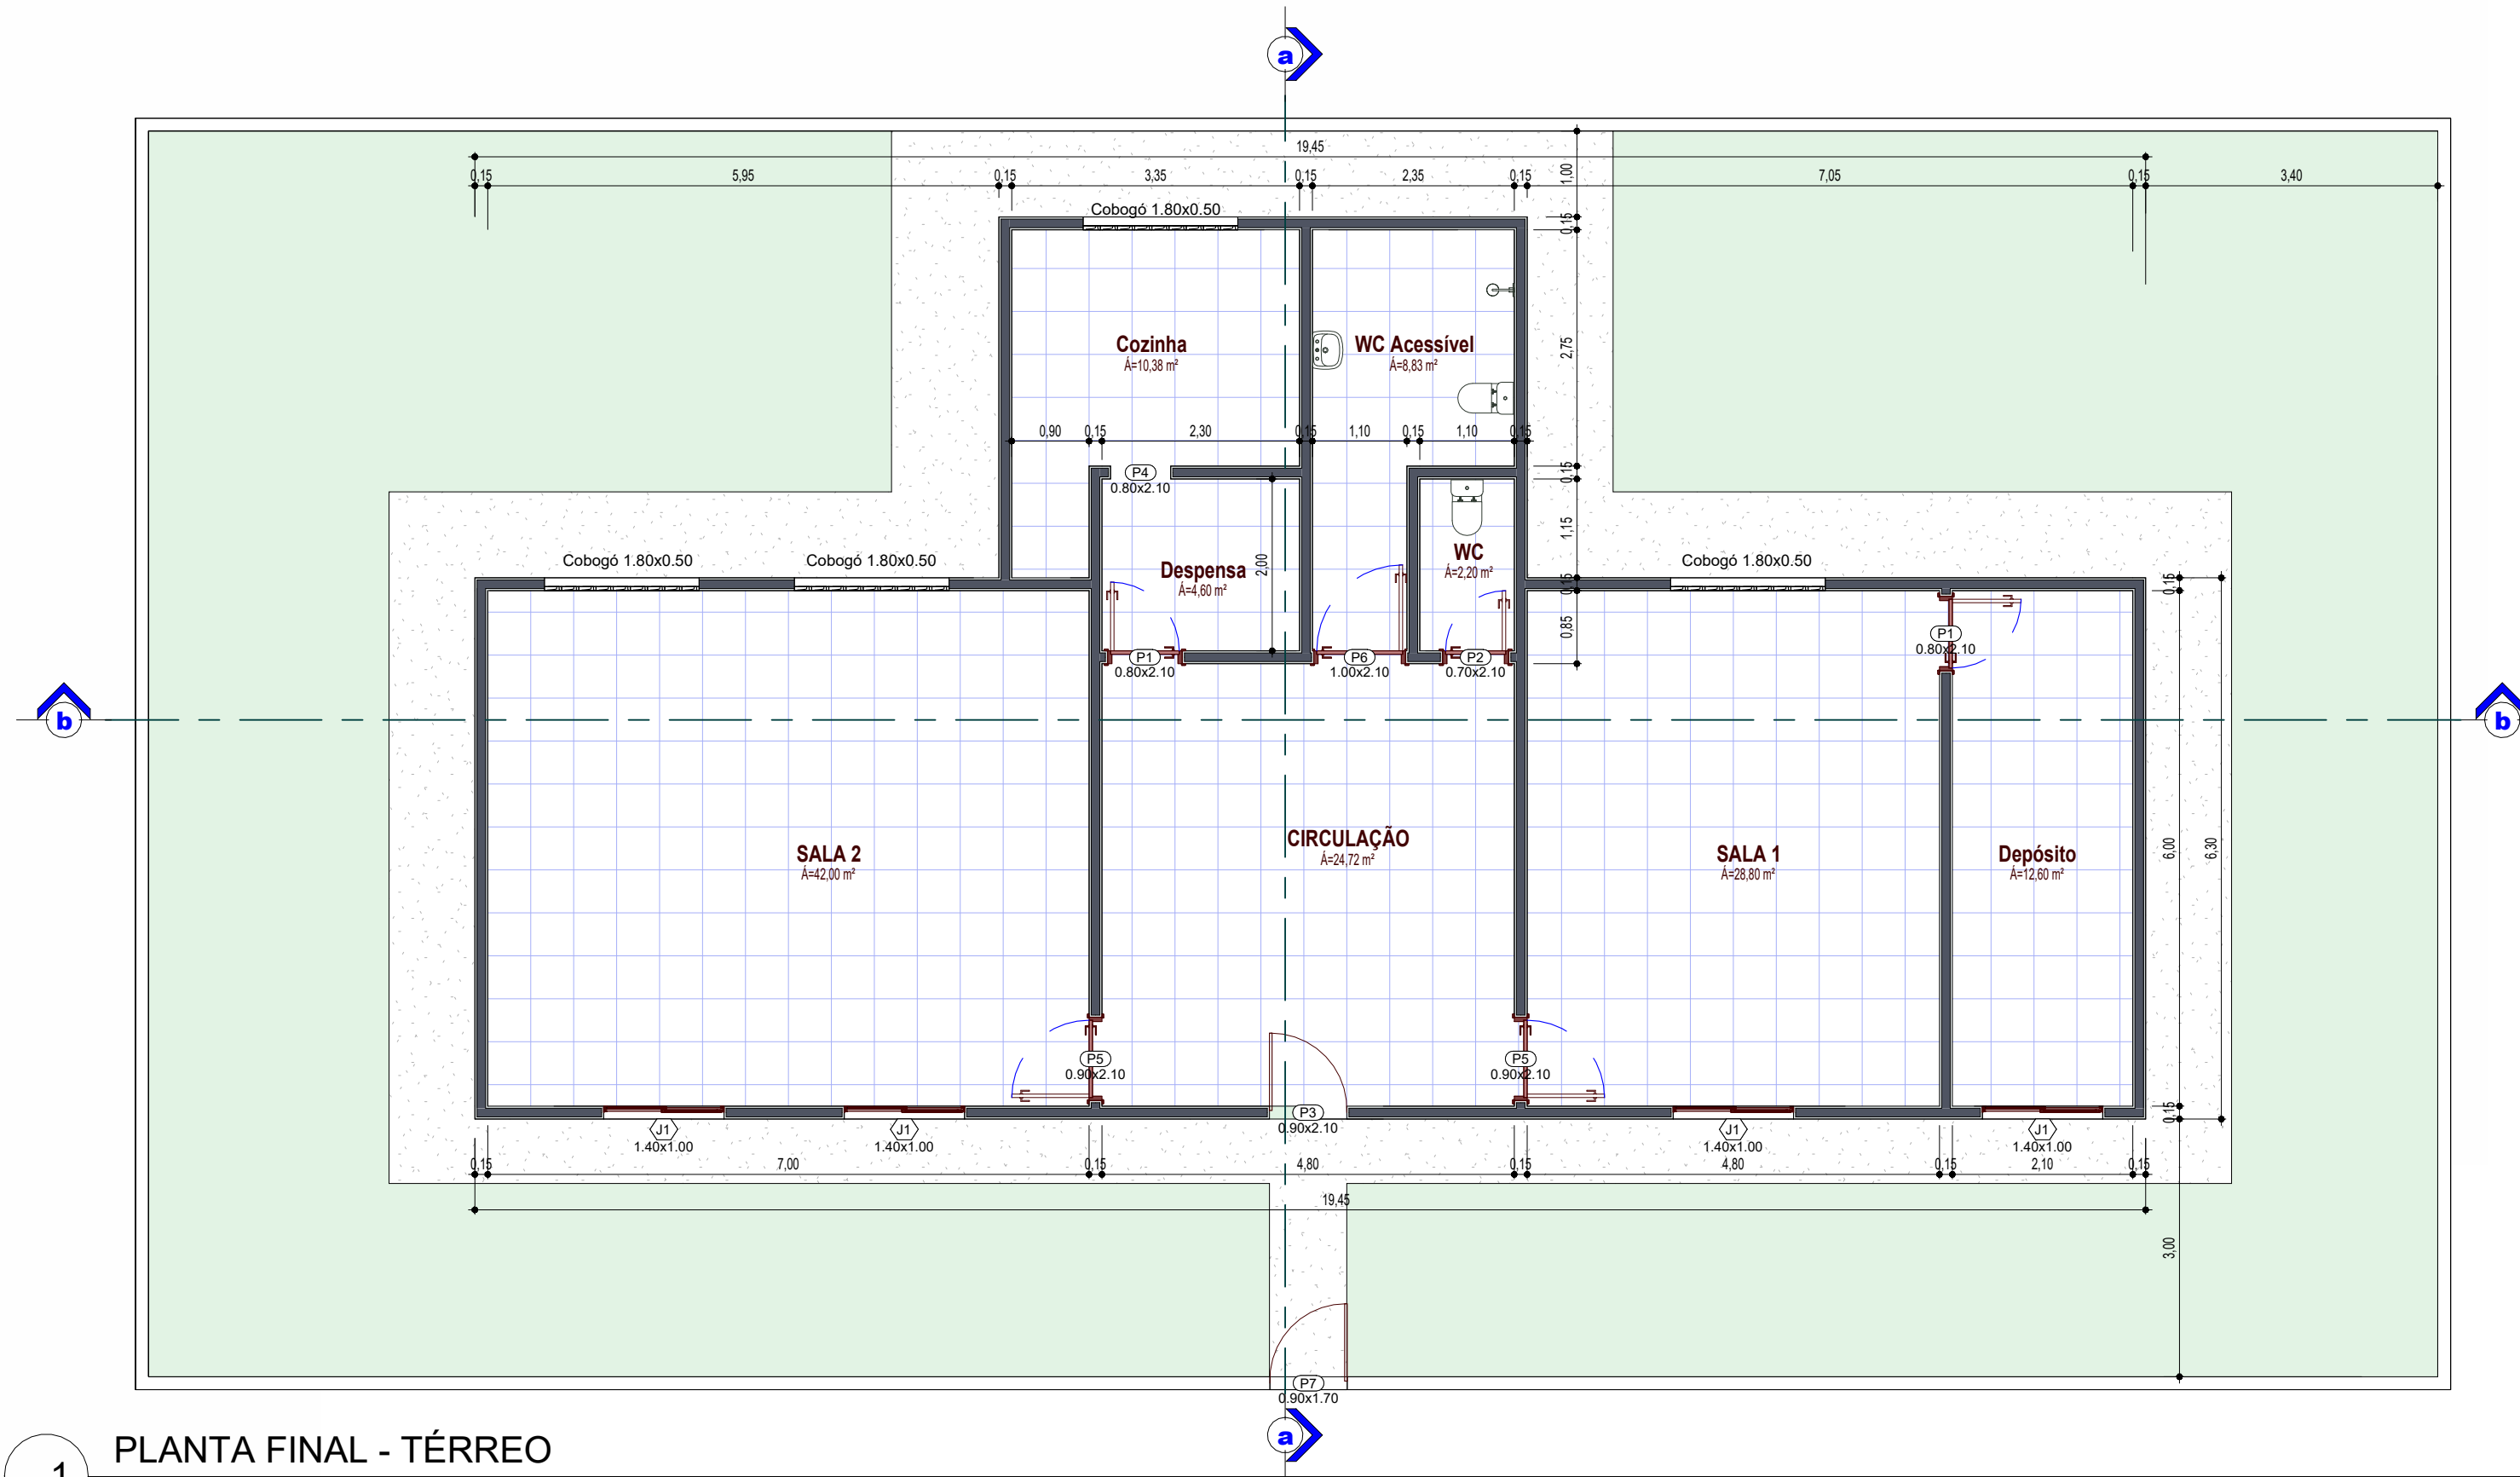 a
19,45
0,15 5,95 0,15 3,35 0,15 2,35 0,15 7,05 0,15 3,40
1,00
Cobogó 1.80x0.50
0,15
Cozinha
Á=10,38 m²
WC Acessível
Á=8,83 m²
2,75
0,90 0,15 2,30 0,15 1,10 0,15 1,10 0,15
P4
0.80x2.10
0,15
1,15
WC
Á=2,20 m²
Despensa
Á=4,60 m²
2,00
Cobogó 1.80x0.50
Cobogó 1.80x0.50
Cobogó 1.80x0.50
0,15
0,15
0,85
P1
0.80x2.10
P1
0.80x2.10
P6
1.00x2.10
P2
0.70x2.10
b
b
SALA 2
Á=42,00 m²
CIRCULAÇÃO
Á=24,72 m²
SALA 1
Á=28,80 m²
Depósito
Á=12,60 m²
6,00
6,30
P5
0.90x2.10
P5
0.90x2.10
P3
0.90x2.10
0,15
J1
1.40x1.00
J1
1.40x1.00
J1
1.40x1.00
J1
1.40x1.00
0,15 7,00 0,15 4,80 0,15 4,80 0,15 2,10 0,15
19,45
3,00
P7
0.90x1.70
a
1
PLANTA FINAL - TÉRREO